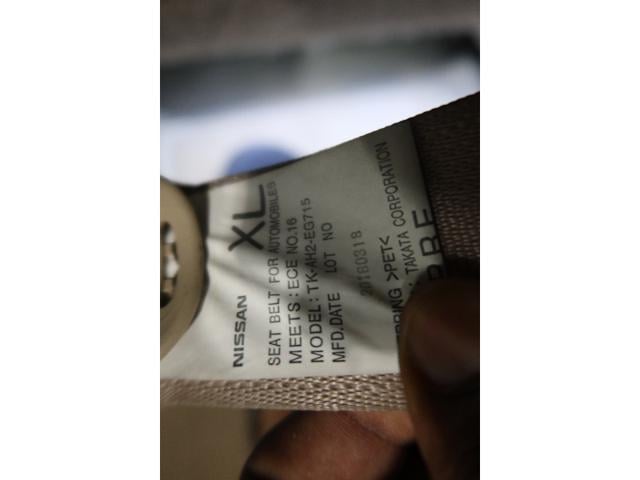 NISSAN XL
SEAT BELT FOR AUTOMOBILES
MEETS: ECE NO.16
MODEL: TK-AH2-EG715
MFD.DATE LOT NO
20180318
>PET<
: TAKATA CORPORATION